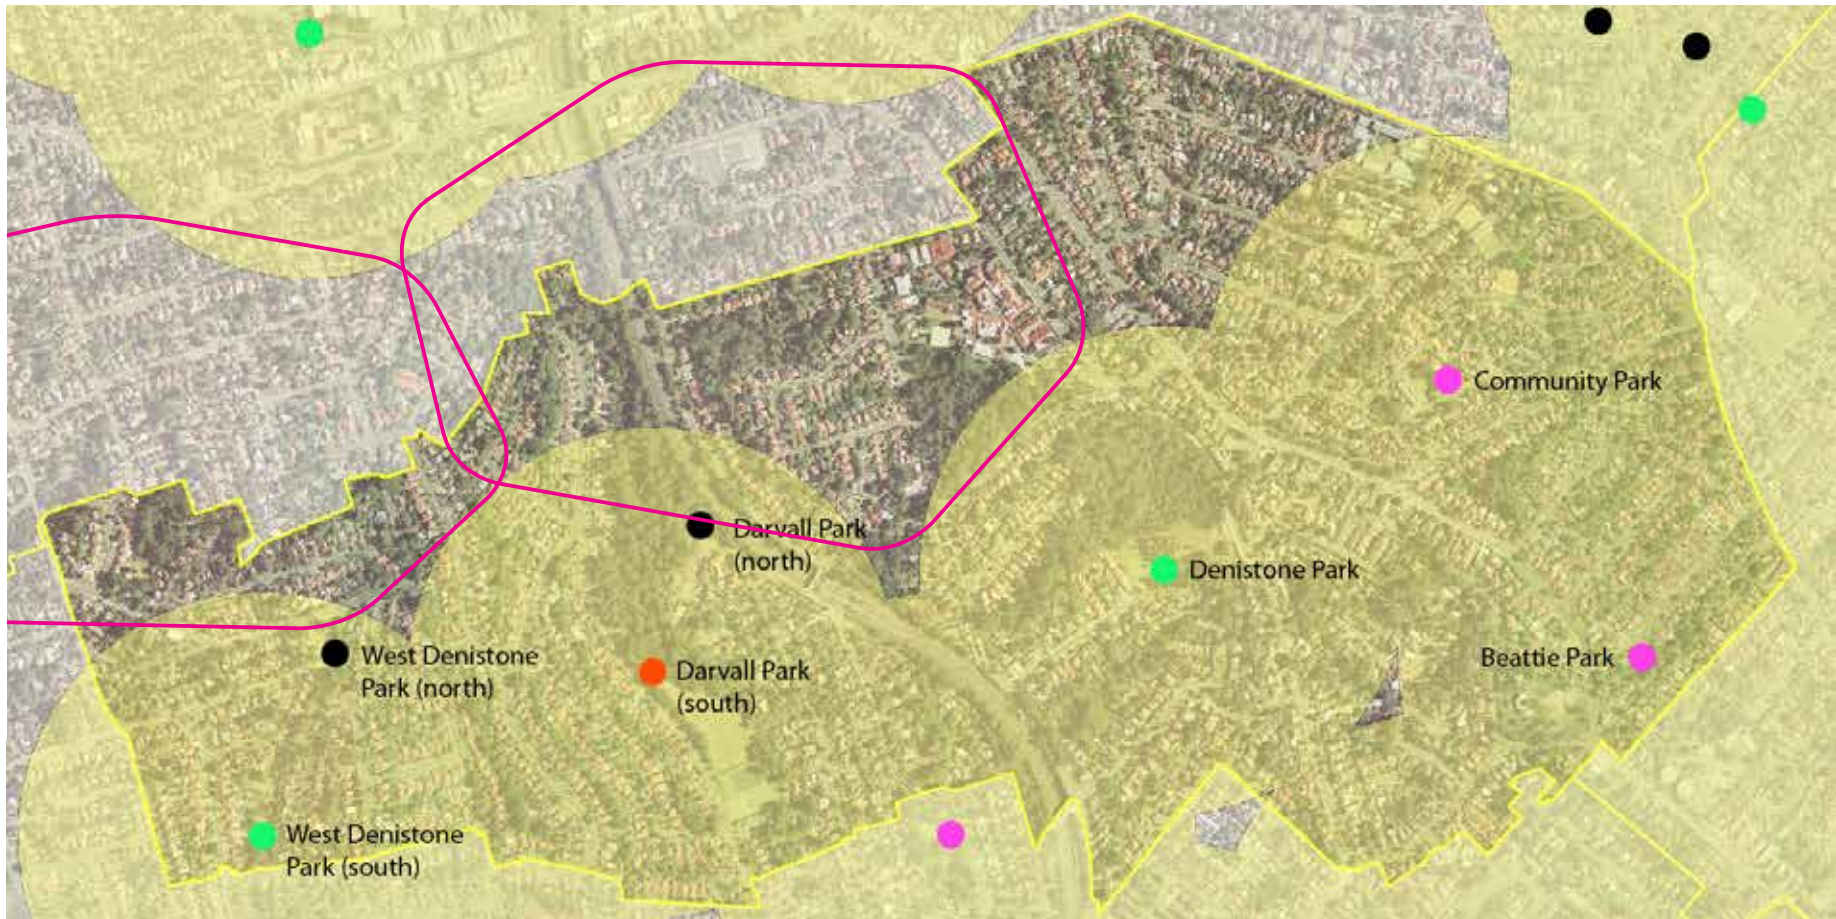 Community Park
Darvall Park
(north)
Denistone Park
West Denistone
Park (north)
Darvall Park
(south)
Beattie Park
West Denistone
Park (south)